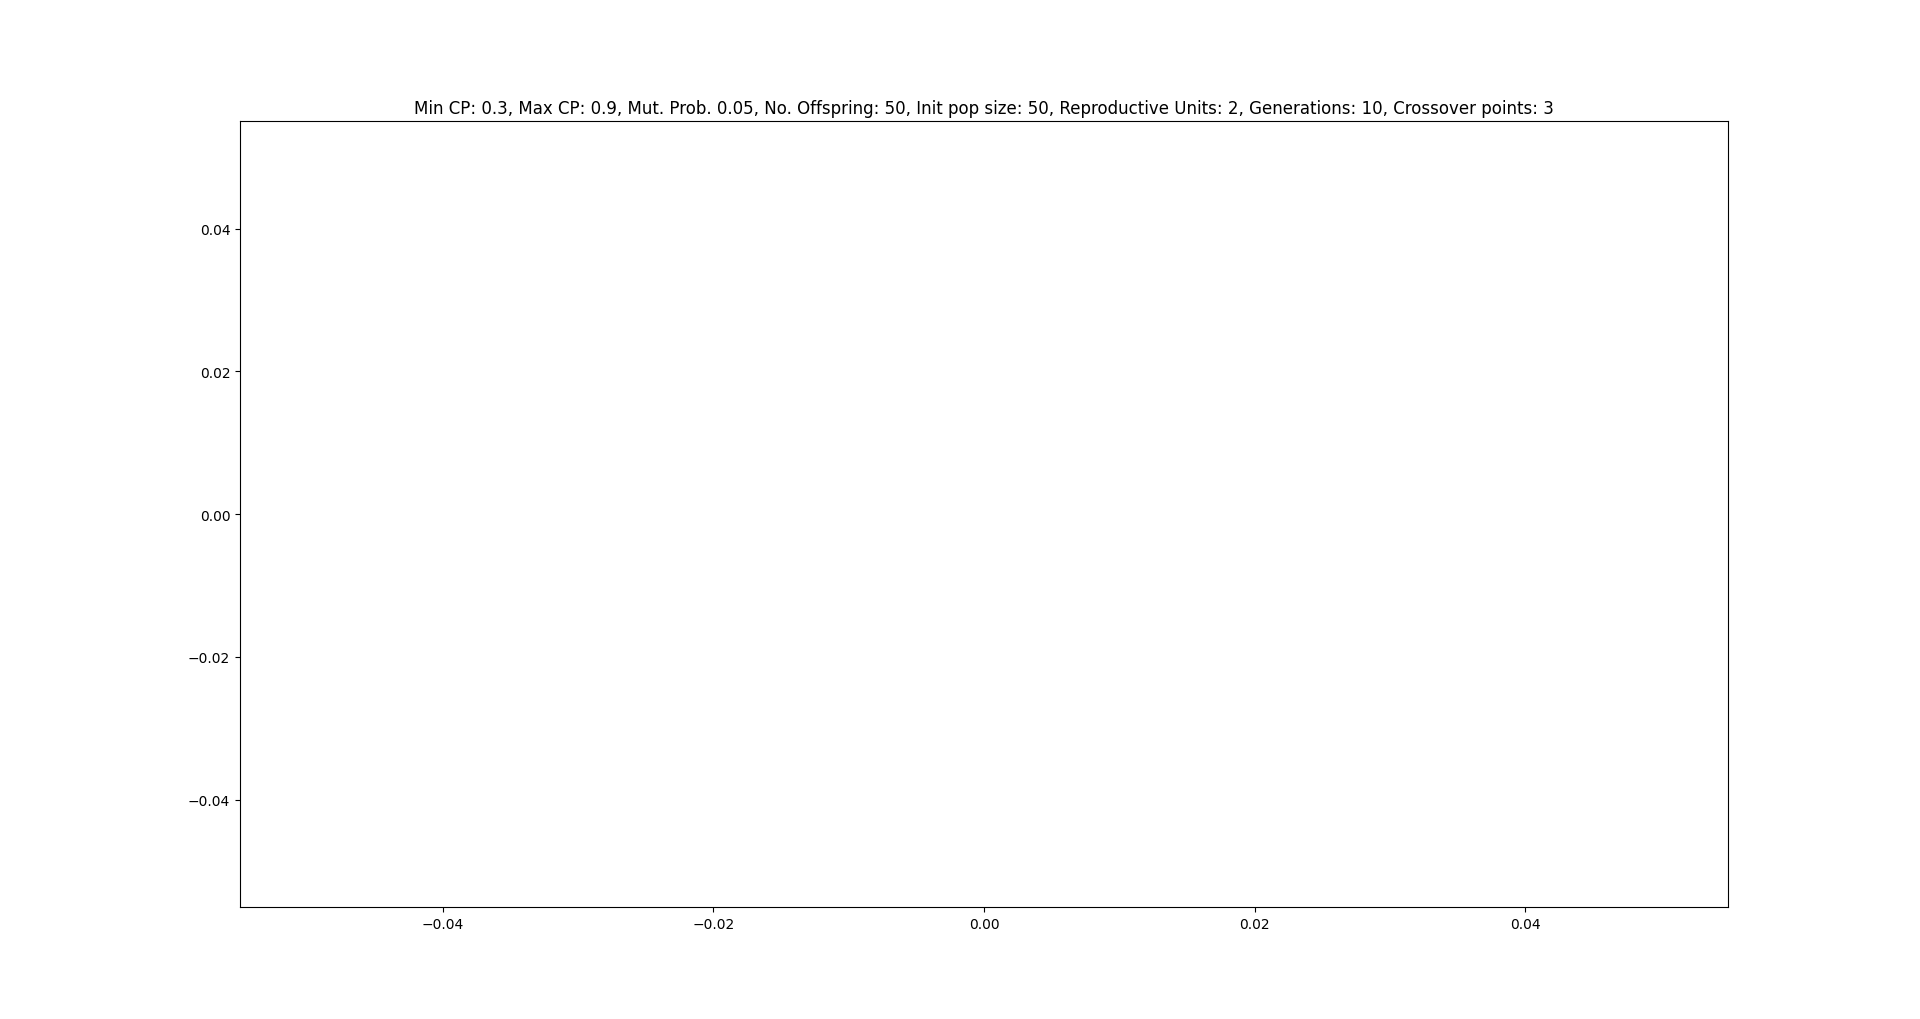 Min CP: 0.3, Max CP: 0.9, Mut. Prob. 0.05, No. Offspring: 50, Init pop size: 50, Reproductive Units: 2, Generations: 10, Crossover points: 3
0.04
0.02
0.00
−0.02
−0.04
−0.04 −0.02 0.00 0.02 0.04